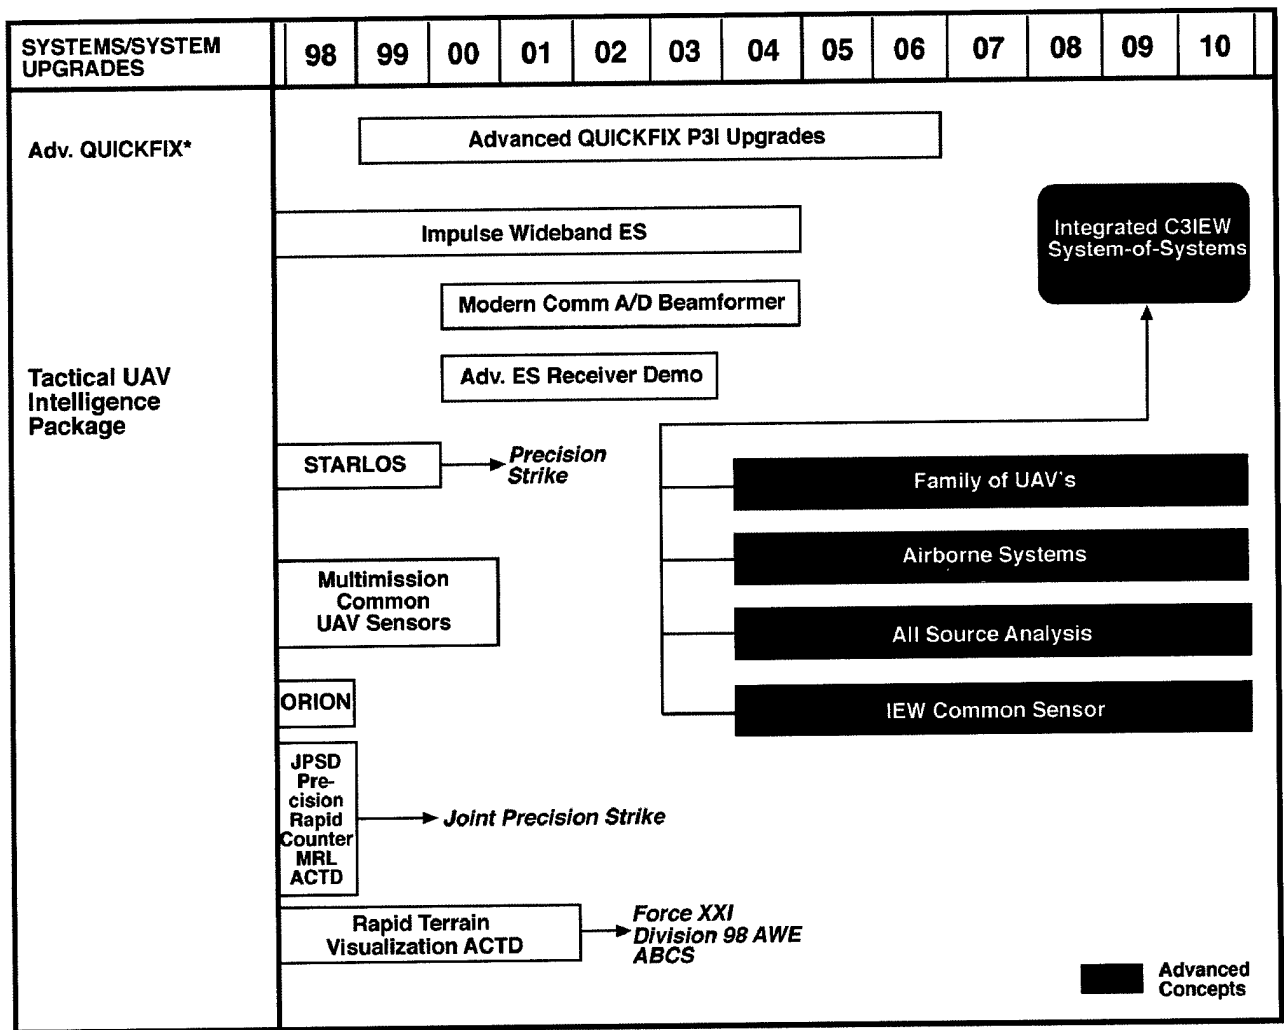 SYSTEMS/SYSTEM
UPGRADES
98 99 00 01 02 03 04 05 06 07 08 09 10
Adv. QUICKFIX*
Advanced QUICKFIX P3I Upgrades
Impulse Wideband ES
Integrated C3IEW
System-of-Systems
Modern Comm A/D Beamformer
Adv. ES Receiver Demo
Tactical UAV
Intelligence
Package
STARLOS
Precision
Strike
Family of UAV's
Airborne Systems
Multimission
Common
UAV Sensors
All Source Analysis
ORION
IEW Common Sensor
JPSD
Pre-
cision
Rapid
Counter
MRL
ACTD
Joint Precision Strike
Rapid Terrain
Visualization ACTD
Force XXI
Division 98 AWE
ABCS
Advanced
Concepts